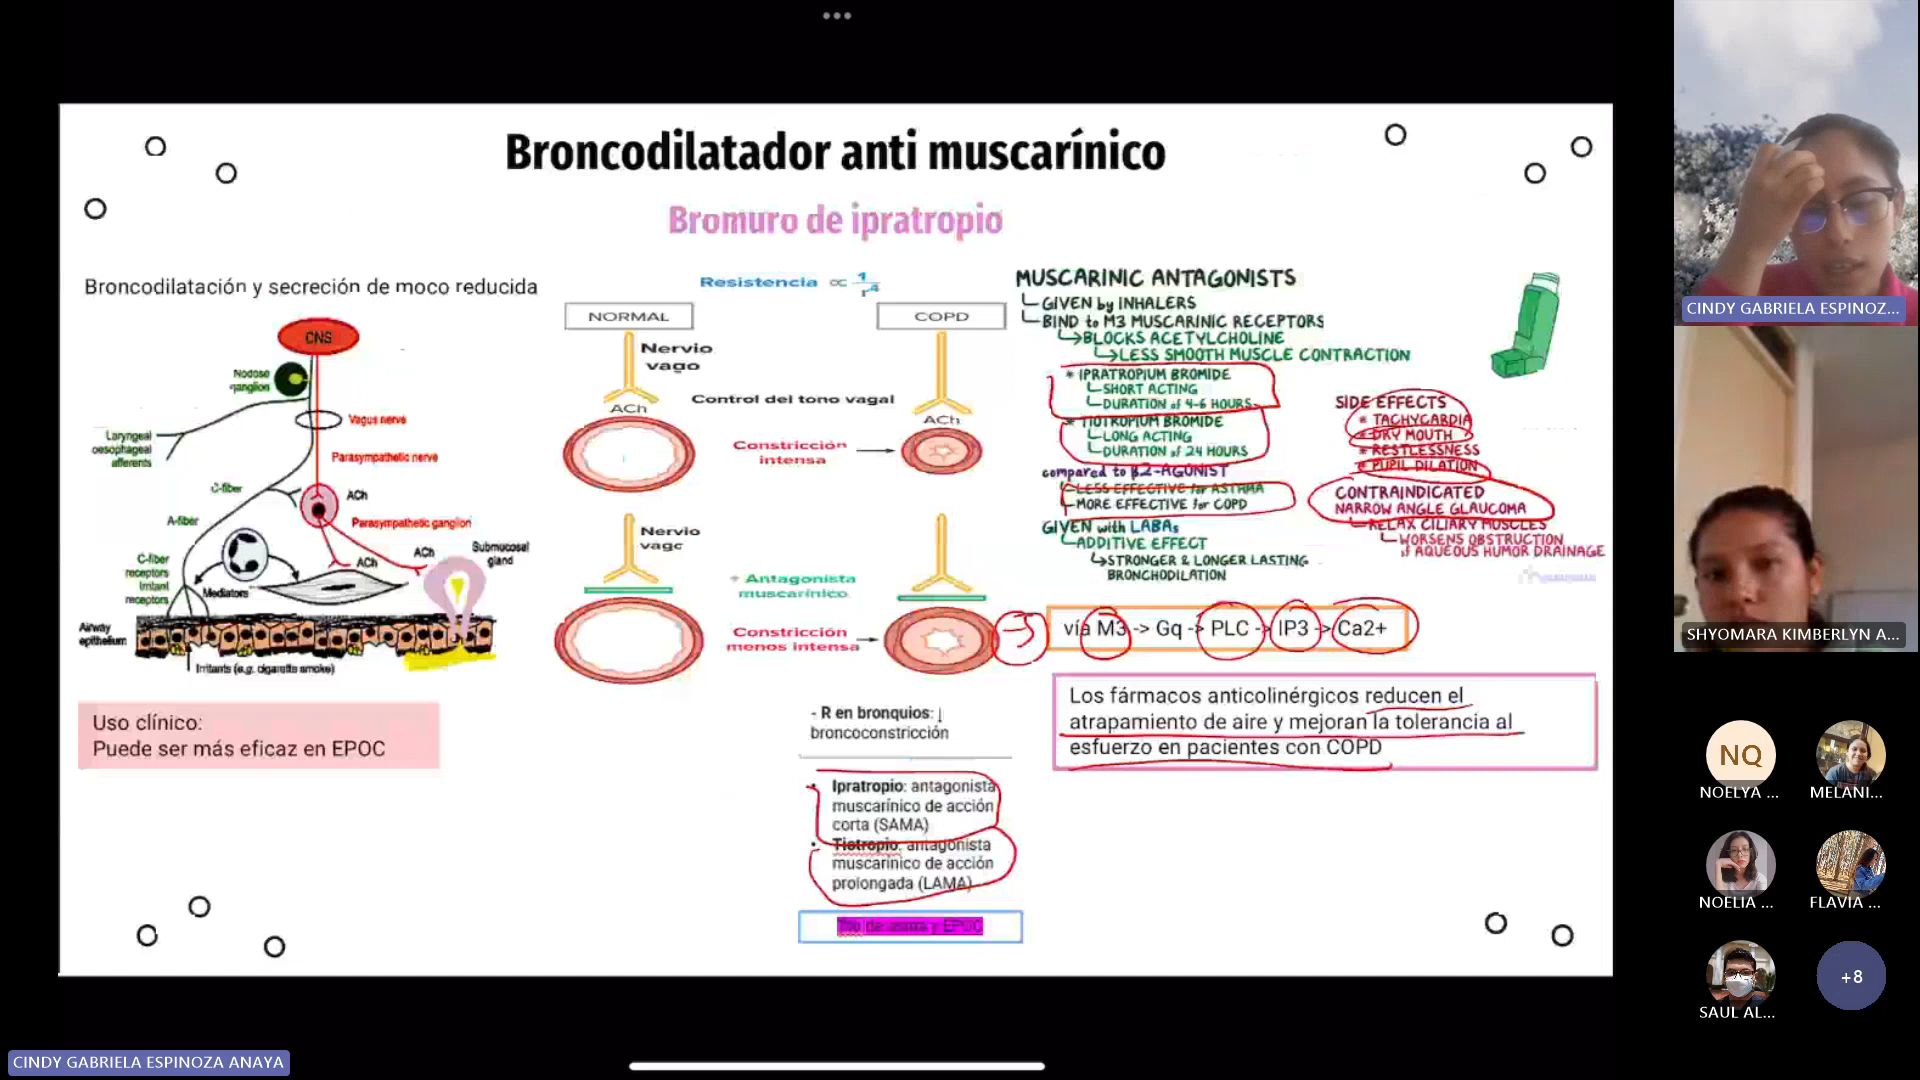 Broncodilatador anti muscarínico
Bromuro de ipratropio
Broncodilatación y secreción de moco reducida
CNS
Nodose
ganglion
Vagus nerve
Laryngeal
oesophageal
afferents
Parasympathetic nerve
C-fiber
ACh
A-fiber
Parasympathetic ganglion
C-fiber
receptors
Irritant
receptors
ACh
ACh
Submucosal
gland
Mediators
Airway
epithelium
Irritants (e.g. cigarette smoke)
Uso clínico:
Puede ser más eficaz en EPOC
Resistencia ∝ 1/r4
NORMAL
COPD
Nervio
vago
ACh
Control del tono vagal
ACh
Constricción
intensa
Nervio
vago
+ Antagonista
muscarínico
Constricción
menos intensa
- R en bronquios: ↓
broncoconstricción
• Ipratropio: antagonista
muscarínico de acción
corta (SAMA)
• Tiotropio: antagonista
muscarínico de acción
prolongada (LAMA)
Tto de asma y EPOC
MUSCARINIC ANTAGONISTS
GIVEN by INHALERS
BIND to M3 MUSCARINIC RECEPTORS
BLOCKS ACETYLCHOLINE
LESS SMOOTH MUSCLE CONTRACTION
* IPRATROPIUM BROMIDE
SHORT ACTING
DURATION of 4-6 HOURS
* TIOTROPIUM BROMIDE
LONG ACTING
DURATION of 24 HOURS
compared to β2-AGONIST
LESS EFFECTIVE for ASTHMA
MORE EFFECTIVE for COPD
GIVEN with LABAs
ADDITIVE EFFECT
STRONGER & LONGER LASTING
BRONCHODILATION
SIDE EFFECTS
* TACHYCARDIA
* DRY MOUTH
* RESTLESSNESS
* PUPIL DILATION
CONTRAINDICATED
NARROW ANGLE GLAUCOMA
RELAX CILIARY MUSCLES
WORSENS OBSTRUCTION
of AQUEOUS HUMOR DRAINAGE
vía M3 -> Gq -> PLC -> IP3 -> Ca2+
Los fármacos anticolinérgicos reducen el
atrapamiento de aire y mejoran la tolerancia al
esfuerzo en pacientes con COPD
CINDY GABRIELA ESPINOZ...
SHYOMARA KIMBERLYN A...
NQ
NOELYA ...
MELANI...
NOELIA ...
FLAVIA ...
SAUL AL...
+8
CINDY GABRIELA ESPINOZA ANAYA